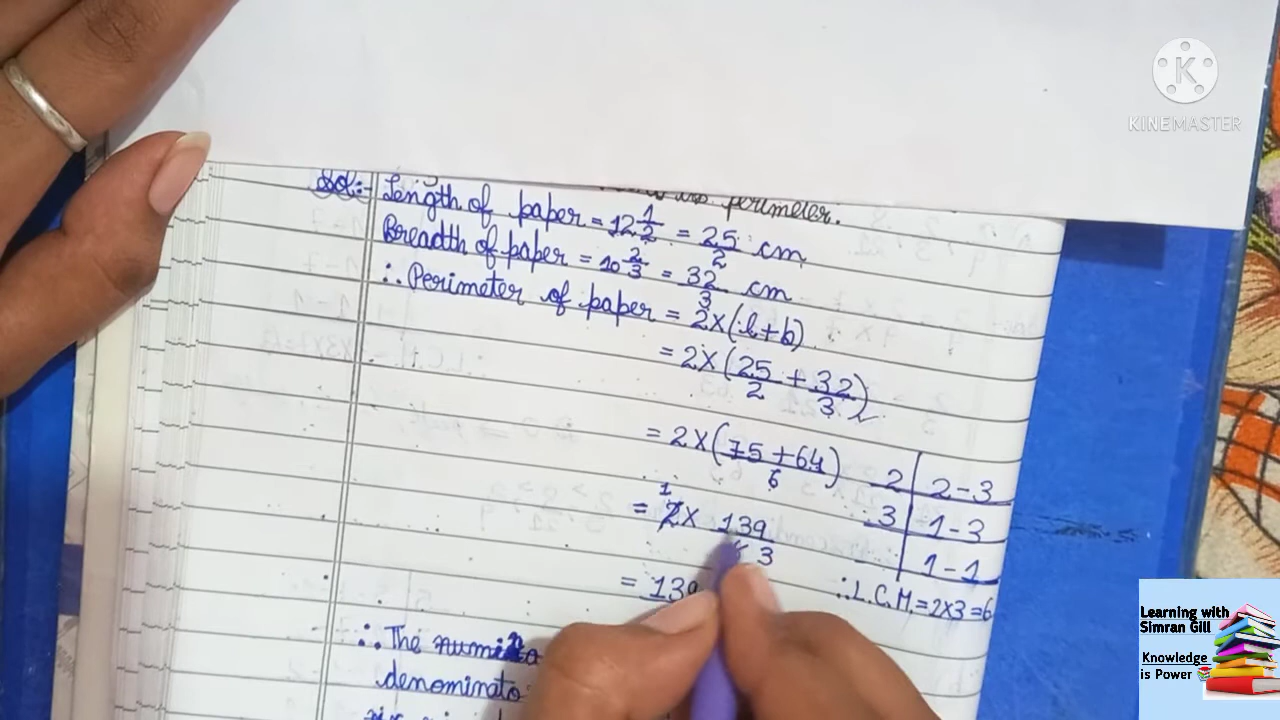 perimeter.
Sol:- Length of paper = 12 1/2 = 25/2 cm
Breadth of paper = 10 2/3 = 32/3 cm
∴ Perimeter of paper = 2×(l+b)
= 2×(25/2 + 32/3)
= 2×(75+64/6)
= 2× 139/3
1
= 139
2 | 2-3
3 | 1-3
1-1
∴ L.C.M. = 2×3 = 6
∴ The
denominato
KINEMASTER
Learning with
Simran Gill
Knowledge
is Power